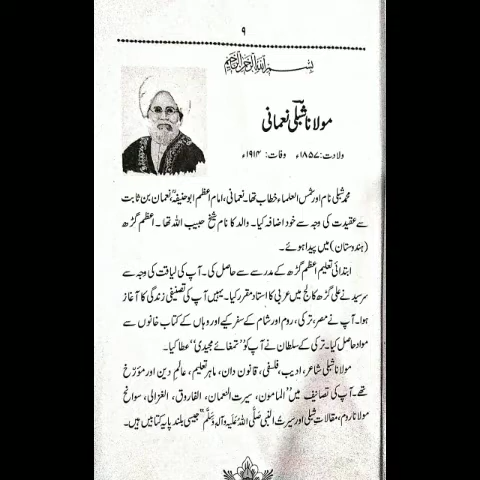 ۹
بسم اللہ الرحمن الرحیم
مولانا شبلی نعمانی
ولادت: ۱۸۵۷ء وفات: ۱۹۱۴ء
محمد شبلی نام اور شمس العلماء خطاب تھا۔ نعمانی، امام اعظم ابو حنیفہؒ، نعمان بن ثابت
سے عقیدت کی وجہ سے خود اضافہ کیا۔ والد کا نام شیخ حبیب اللہ تھا۔ اعظم گڑھ
(ہندوستان) میں پیدا ہوئے۔
ابتدائی تعلیم اعظم گڑھ کے مدرسے سے حاصل کی۔ آپ کی لیاقت کی وجہ سے
سرسید نے علی گڑھ کالج میں عربی کا استاد مقرر کیا۔ یہیں آپ کی تصنیفی زندگی کا آغاز
ہوا۔ آپ نے مصر، ترکی، روم اور شام کے سفر کیے اور وہاں کے کتاب خانوں سے
مواد حاصل کیا۔ ترکی کے سلطان نے آپ کو ”تمغائے مجیدی“ عطا کیا۔
مولانا شبلی شاعر، ادیب، فلسفی، قانون دان، ماہر تعلیم، عالمِ دین اور مؤرّخ
تھے۔ آپ کی تصانیف میں ”المامون، سیرت النعمان، الفاروق، الغزالی، سوانح
مولانا روم، مقالاتِ شبلی اور سیرتُ النبی صَلَّی اللہُ عَلَیْہِ وَآلِہٖ وَسَلَّمَ“ جیسی بلند پایہ کتابیں ہیں۔